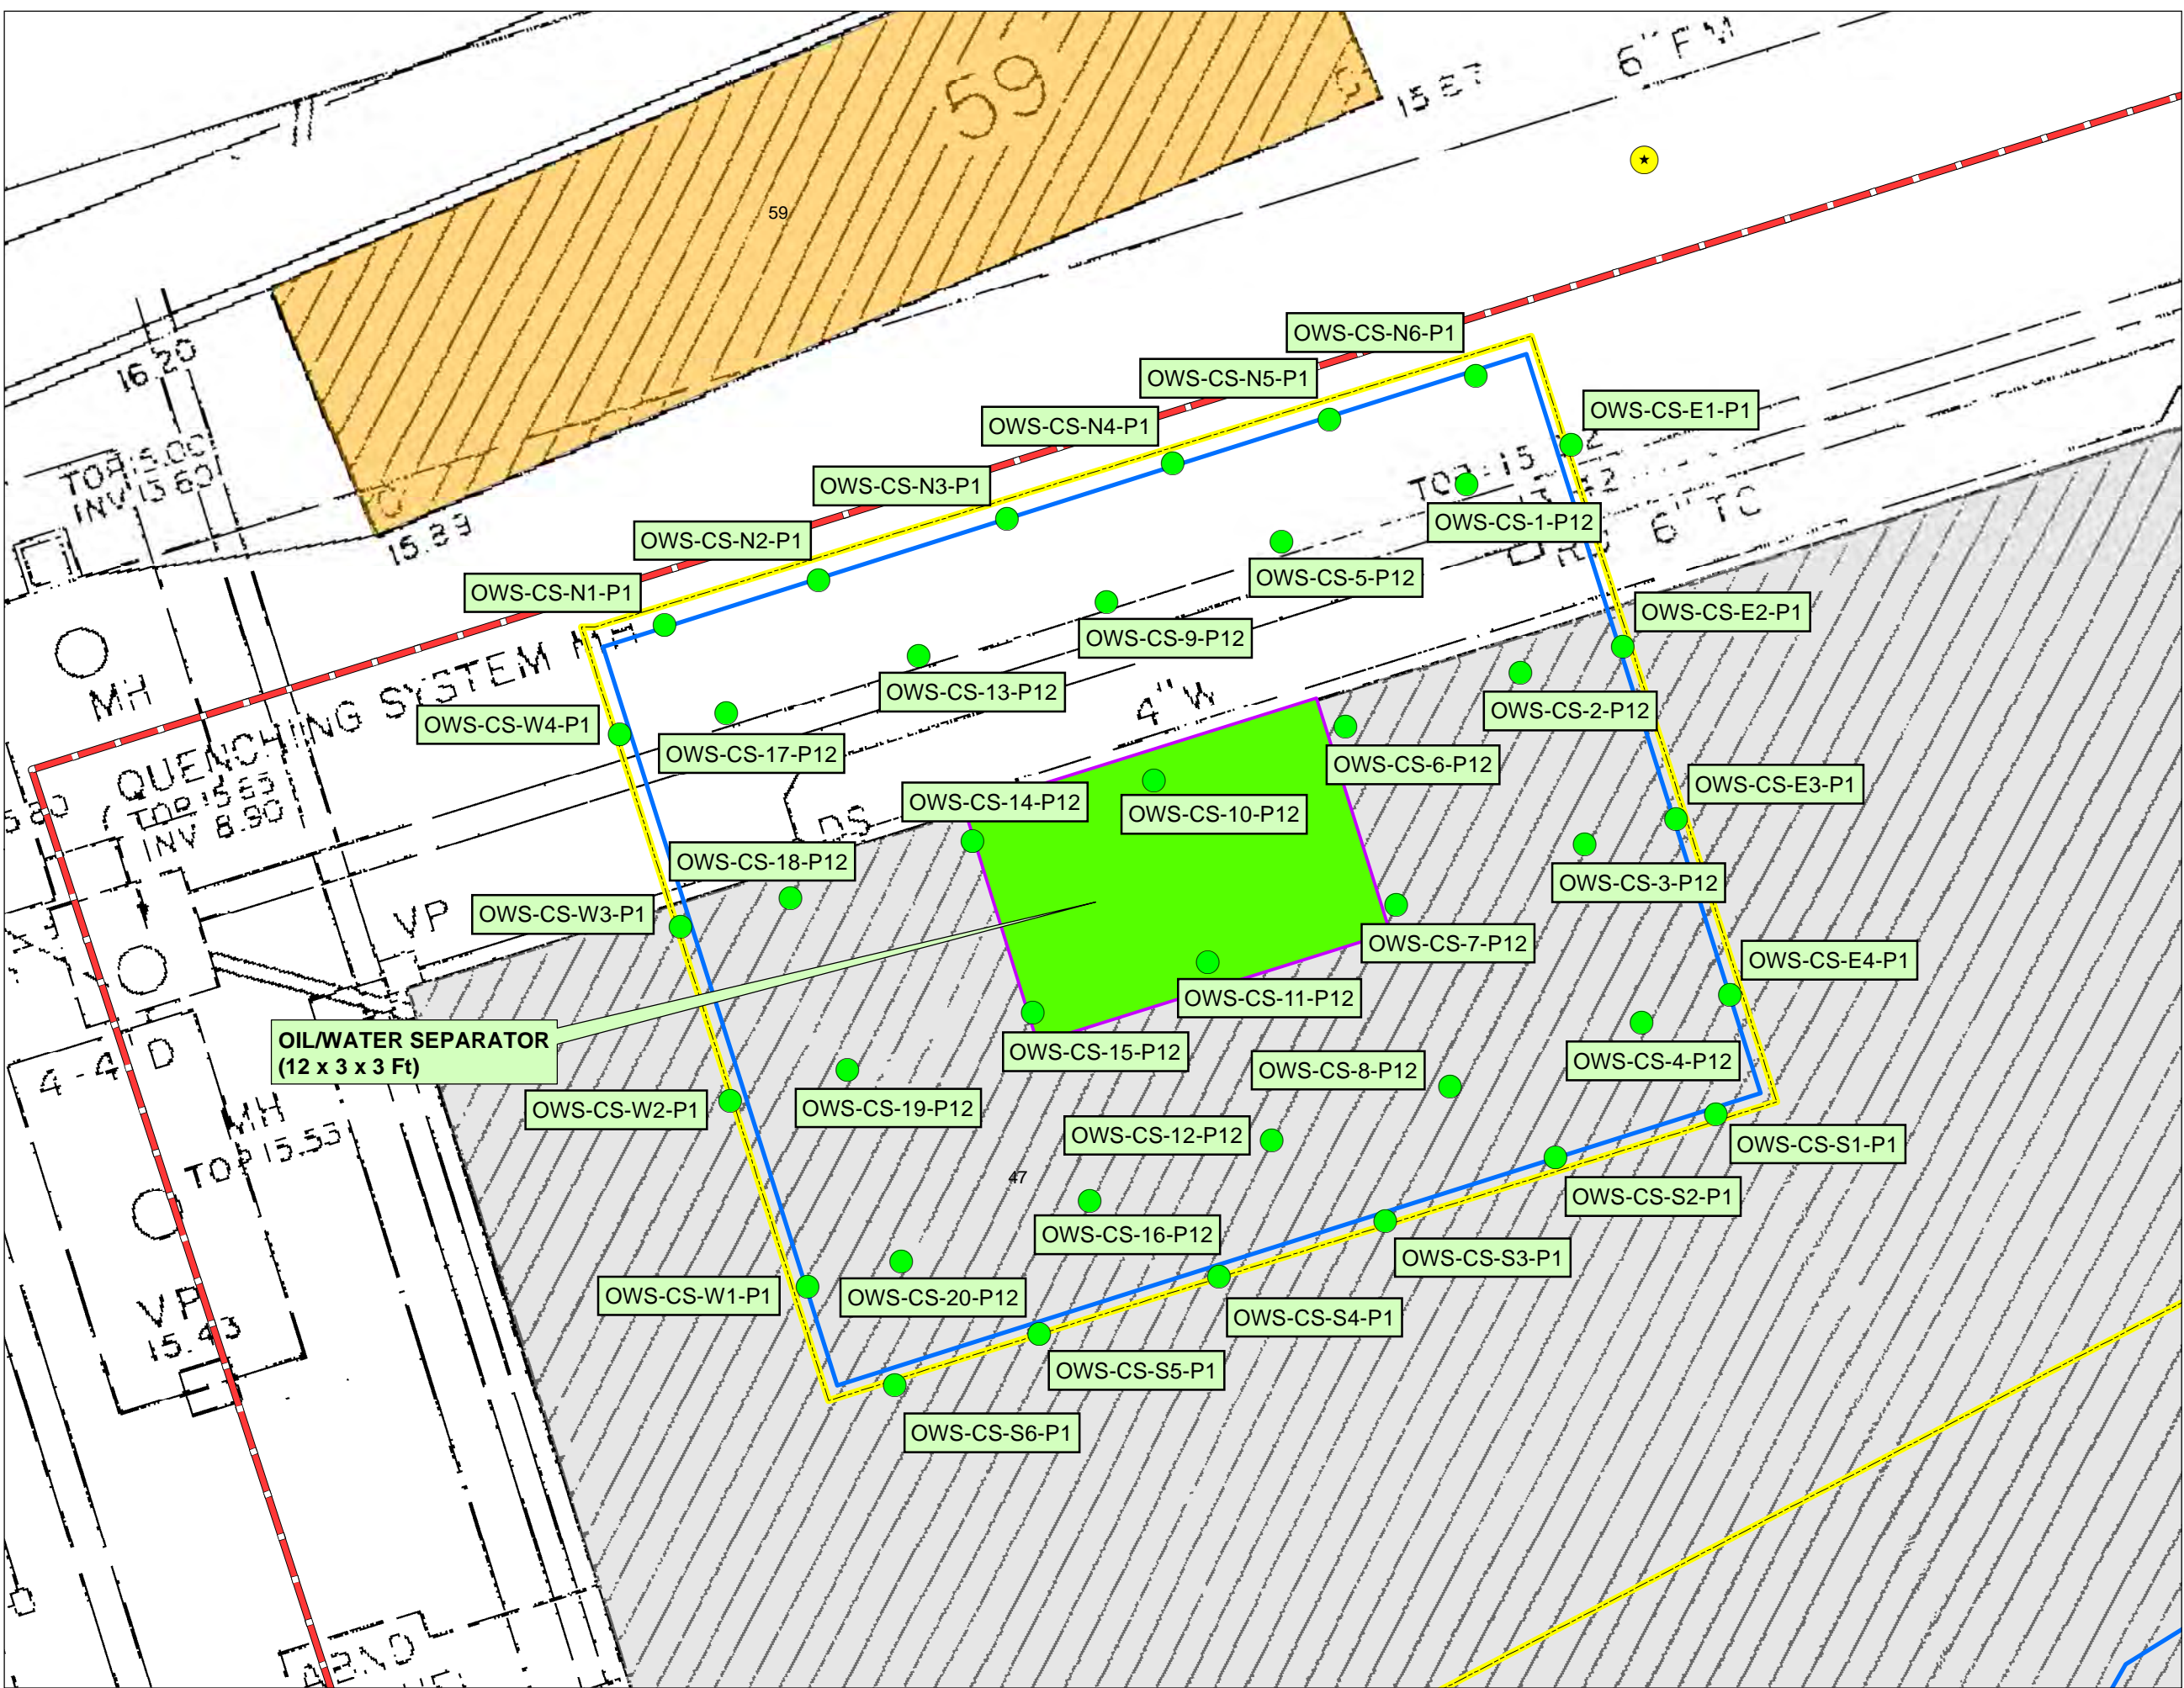 59
6" FM
15.87
59
16.20
OWS-CS-N6-P1
OWS-CS-N5-P1
OWS-CS-E1-P1
OWS-CS-N4-P1
OWS-CS-N3-P1
OWS-CS-1-P12
6" TC
15.89
OWS-CS-N2-P1
OWS-CS-5-P12
OWS-CS-N1-P1
OWS-CS-E2-P1
OWS-CS-9-P12
MH
QUENCHING SYSTEM MH
OWS-CS-13-P12
4"W
OWS-CS-2-P12
OWS-CS-W4-P1
OWS-CS-17-P12
OWS-CS-6-P12
INV 8.90
OWS-CS-E3-P1
OWS-CS-14-P12
OWS-CS-10-P12
DS
OWS-CS-18-P12
OWS-CS-3-P12
VP
OWS-CS-W3-P1
OWS-CS-7-P12
OWS-CS-E4-P1
OWS-CS-11-P12
OIL/WATER SEPARATOR
(12 x 3 x 3 Ft)
OWS-CS-15-P12
OWS-CS-8-P12
OWS-CS-4-P12
MH
TOP 15.53
OWS-CS-W2-P1
OWS-CS-19-P12
OWS-CS-12-P12
OWS-CS-S1-P1
47
OWS-CS-S2-P1
OWS-CS-16-P12
OWS-CS-S3-P1
VP
15.43
OWS-CS-W1-P1
OWS-CS-20-P12
OWS-CS-S4-P1
OWS-CS-S5-P1
OWS-CS-S6-P1
ABND